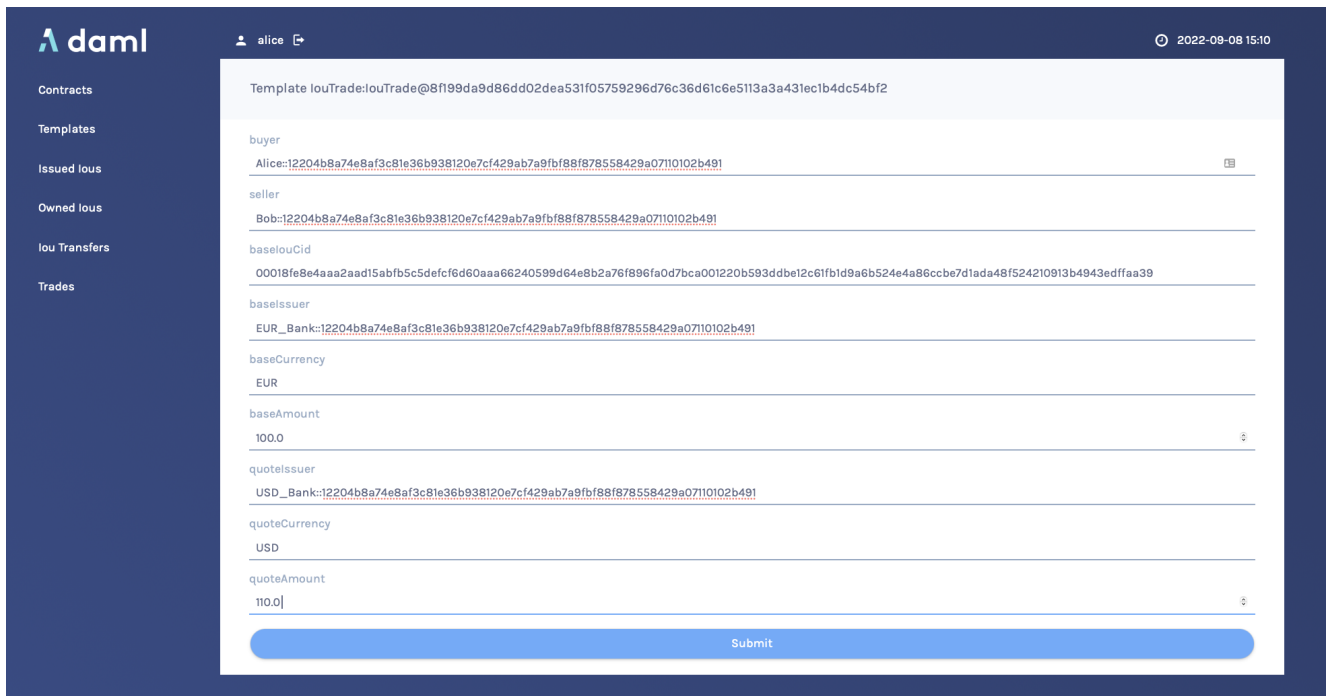 daml
alice
2022-09-08 15:10
Contracts
Templates
Issued Ious
Owned Ious
Iou Transfers
Trades
Template IouTrade:IouTrade@8f199da9d86dd02dea531f05759296d76c36d61c6e5113a3a431ec1b4dc54bf2
buyer
Alice::12204b8a74e8af3c81e36b938120e7cf429ab7a9fbf88f878558429a07110102b491
seller
Bob::12204b8a74e8af3c81e36b938120e7cf429ab7a9fbf88f878558429a07110102b491
baseIouCid
00018fe8e4aaa2aad15abfb5c5defcf6d60aaa66240599d64e8b2a76f896fa0d7bca001220b593ddbe12c61fb1d9a6b524e4a86ccbe7d1ada48f524210913b4943edffaa39
baseIssuer
EUR_Bank::12204b8a74e8af3c81e36b938120e7cf429ab7a9fbf88f878558429a07110102b491
baseCurrency
EUR
baseAmount
100.0
quoteIssuer
USD_Bank::12204b8a74e8af3c81e36b938120e7cf429ab7a9fbf88f878558429a07110102b491
quoteCurrency
USD
quoteAmount
110.0
Submit